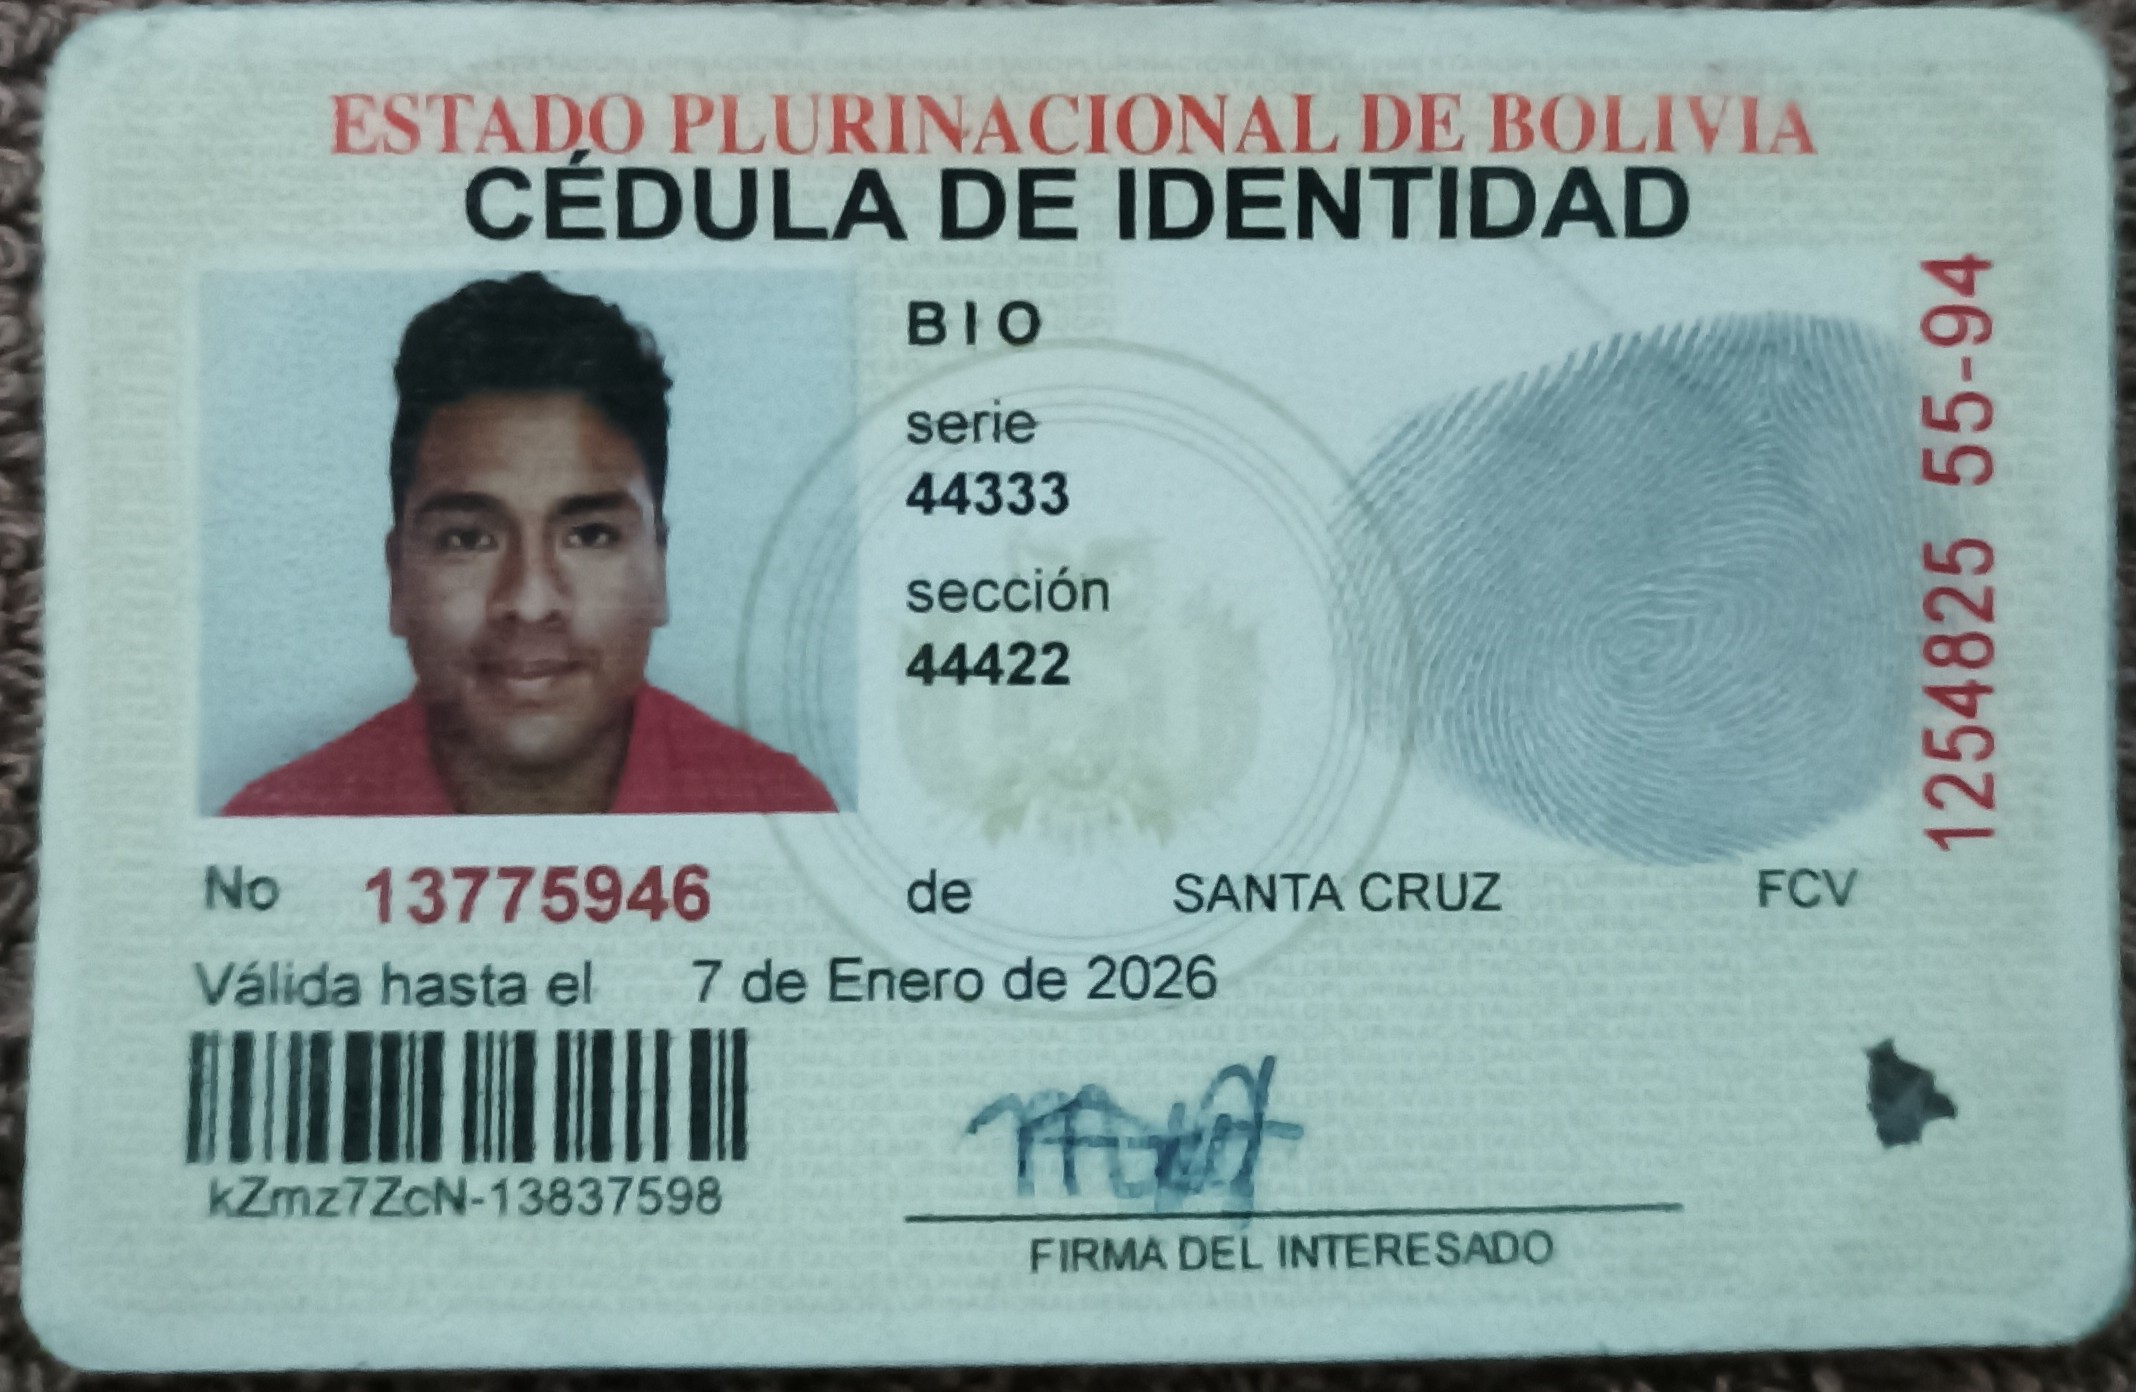 ESTADO PLURINACIONAL DE BOLIVIA
CÉDULA DE IDENTIDAD
BIO
serie
44333
sección
44422
1254825 55-94
No 13775946 de SANTA CRUZ FCV
Válida hasta el 7 de Enero de 2026
kZmz7ZcN-13837598
FIRMA DEL INTERESADO